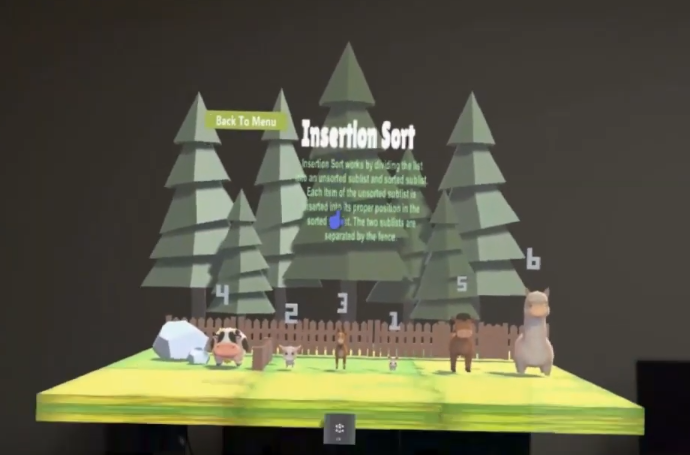 Back To Menu
Insertion Sort
Insertion Sort works by dividing the list
into an unsorted sublist and sorted sublist.
Each item of the unsorted sublist is
inserted into its proper position in the
sorted
The two sublists are
separated by the fence
4
2
3
1
5
6